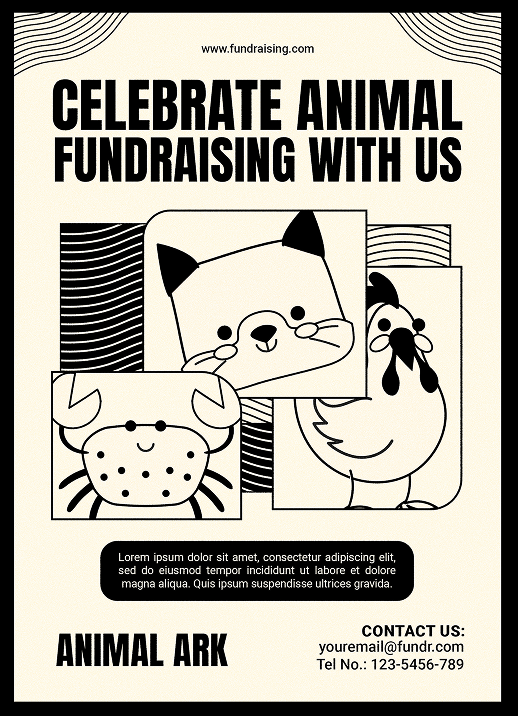 www.fundraising.com
CELEBRATE ANIMAL
FUNDRAISING WITH US
Lorem ipsum dolor sit amet, consectetur adipiscing elit,
sed do eiusmod tempor incididunt ut labore et dolore
magna aliqua. Quis ipsum suspendisse ultrices gravida.
ANIMAL ARK
CONTACT US:
youremail@fundr.com
Tel No.: 123-5456-789